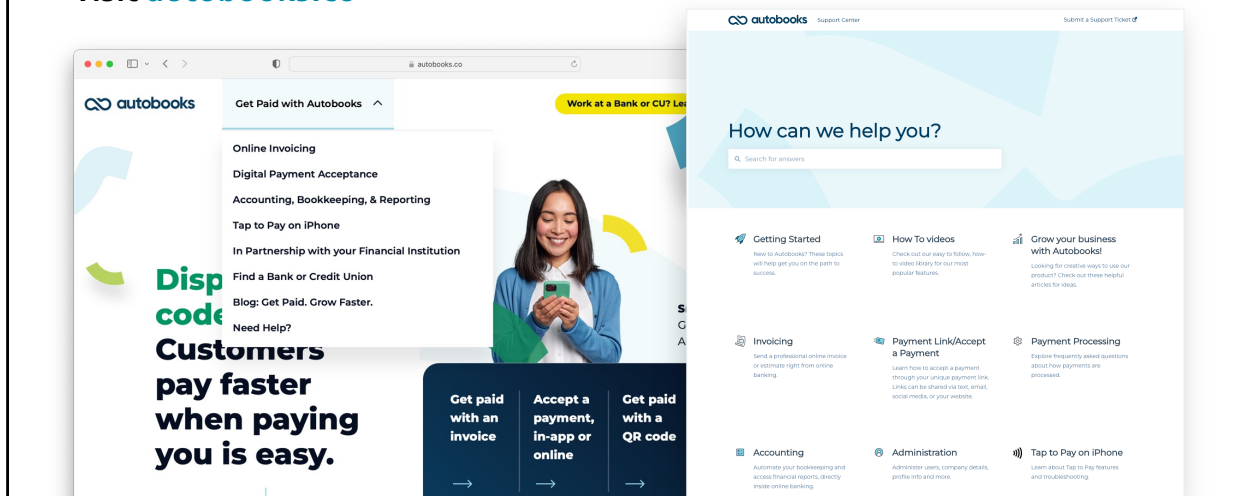 autobooks.co
autobooks
Get Paid with Autobooks
Work at a Bank or CU?
Online Invoicing
Digital Payment Acceptance
Accounting, Bookkeeping, & Reporting
Tap to Pay on iPhone
In Partnership with your Financial Institution
Find a Bank or Credit Union
Blog: Get Paid. Grow Faster.
Need Help?
Customers
pay faster
when paying
you is easy.
Get paid
with an
invoice
Accept a
payment,
in-app or
online
Get paid
with a
QR code
autobooks Support Center
Submit a Support Ticket
How can we help you?
Search for answers
Getting Started
New to Autobooks? These topics
will help get you on the path to
success.
How To videos
Check out our easy to follow, how-
to video library for our most
popular features.
Grow your business
with Autobooks!
Looking for creative ways to use our
product? Check out these helpful
articles for ideas.
Invoicing
Send a professional online invoice
or estimate right from online
banking.
Payment Link/Accept
a Payment
Learn how to accept a payment
through your unique payment link.
Links can be shared via text, email,
social media, or your website.
Payment Processing
Explore frequently asked questions
about how payments are
processed.
Accounting
Automate your bookkeeping and
access financial reports, directly
inside online banking.
Administration
Administer users, company details,
profile info and more.
Tap to Pay on iPhone
Learn about Tap to Pay features
and troubleshooting.